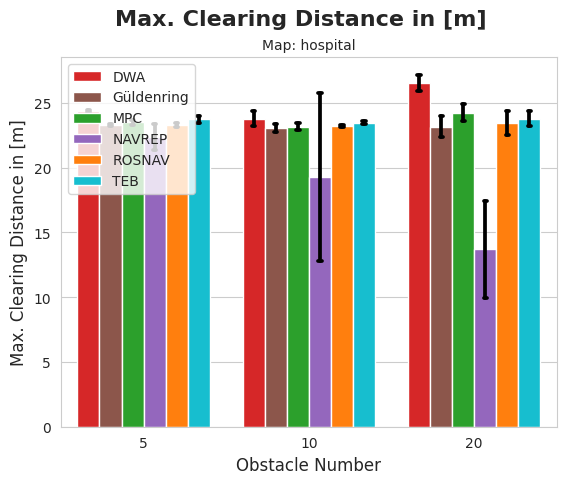 Max. Clearing Distance in [m]
Map: hospital
DWA
Güldenring
MPC
NAVREP
ROSNAV
TEB
Max. Clearing Distance in [m]
25
20
15
10
5
0
5
10
20
Obstacle Number